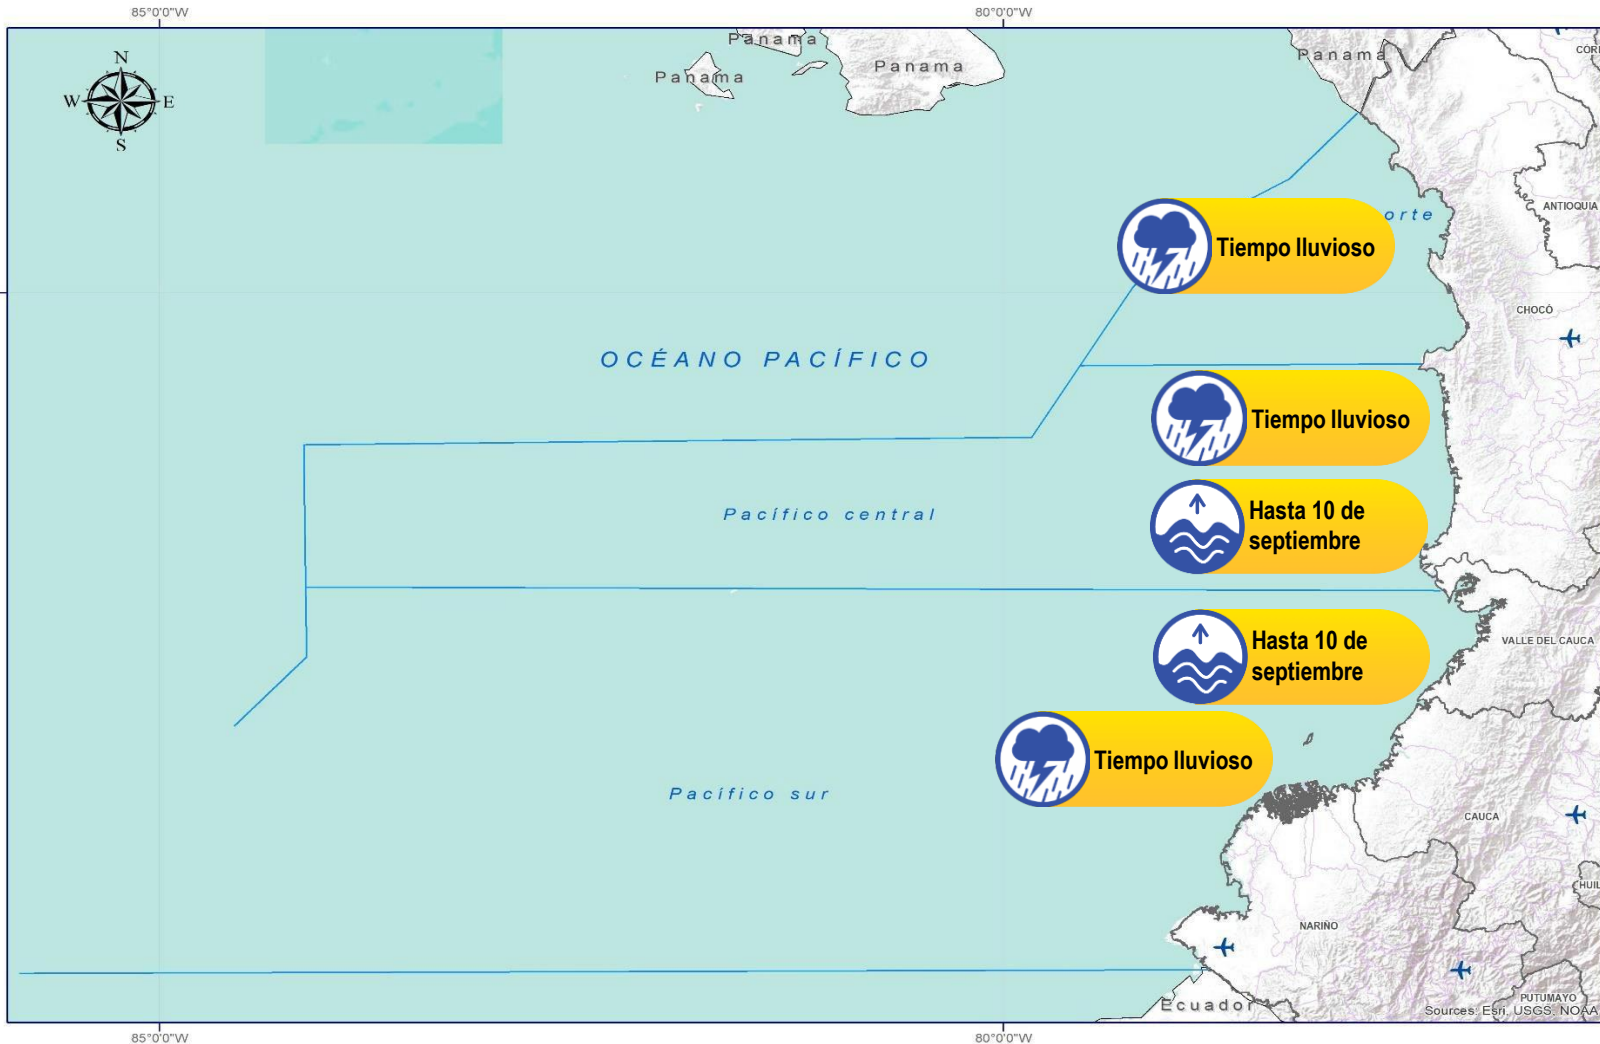 85°0'0"W
80°0'0"W
N
W
E
S
Panama
Panama
Panama
Panama
ANTIOQUIA
orte
Tiempo lluvioso
CHOCÓ
OCÉANO PACÍFICO
Tiempo lluvioso
Pacífico central
Hasta 10 de
septiembre
Hasta 10 de
septiembre
VALLE DEL CAUCA
Tiempo lluvioso
Pacífico sur
CAUCA
HUIL
NARIÑO
PUTUMAYO
Ecuador
Sources: Esri, USGS, NOAA
85°0'0"W
80°0'0"W